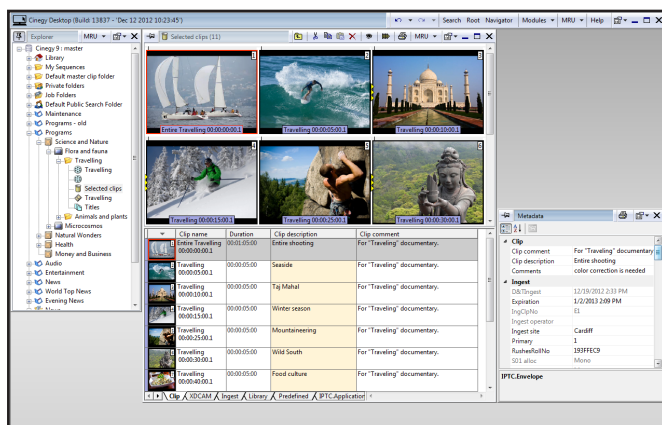 Cinegy Desktop (Build: 13837 - 'Dec 12 2012 10:23:45')
Search Root Navigator Modules MRU Help
Explorer MRU
Cinegy 9 : master
Library
My Sequences
Default master clip folder
Private folders
Job Folders
Default Public Search Folder
Maintenance
Programs - old
Programs
Science and Nature
Flora and fauna
Travelling
Travelling
Selected clips
Travelling
Titles
Animals and plants
Microcosmos
Natural Wonders
Health
Money and Business
Audio
Entertainment
News
World Top News
Evening News
Selected clips (11) MRU
1 2 3
Entire Travelling 00:00:00:00.1 Travelling 00:00:05:00.1 Travelling 00:00:10:00.1
4 5 6
Travelling 00:00:15:00.1 Travelling 00:00:25:00.1 Travelling 00:00:30:00.1
Clip name Duration Clip description Clip comment
Entire Travelling 00:00:00:00.1 00:01:05:00 Entire shooting For "Traveling" documentary.
Travelling 00:00:05:00.1 00:00:05:00 Seaside For "Traveling" documentary.
Travelling 00:00:10:00.1 00:00:05:00 Taj Mahal For "Traveling" documentary.
Travelling 00:00:15:00.1 00:00:05:00 Winter season For "Traveling" documentary.
Travelling 00:00:25:00.1 00:00:05:00 Mountaineering For "Traveling" documentary.
Travelling 00:00:30:00.1 00:00:05:00 Wild South For "Traveling" documentary.
Travelling 00:00:40:00.1 00:00:05:00 Food culture For "Traveling" documentary.
Clip XDCAM Ingest Library Predefined IPTC.Application
Metadata
Clip
Clip comment For "Traveling" documentary
Clip description Entire shooting
Comments color correction is needed
Ingest
D&TIngest 12/19/2012 2:33 PM
Expiration 1/2/2013 2:09 PM
IngOpNo E1
Ingest operator
Ingest site Cardiff
Primary 1
RushesRollNo 193FFEC9
S01 alloc Mono
IPTC.Envelope